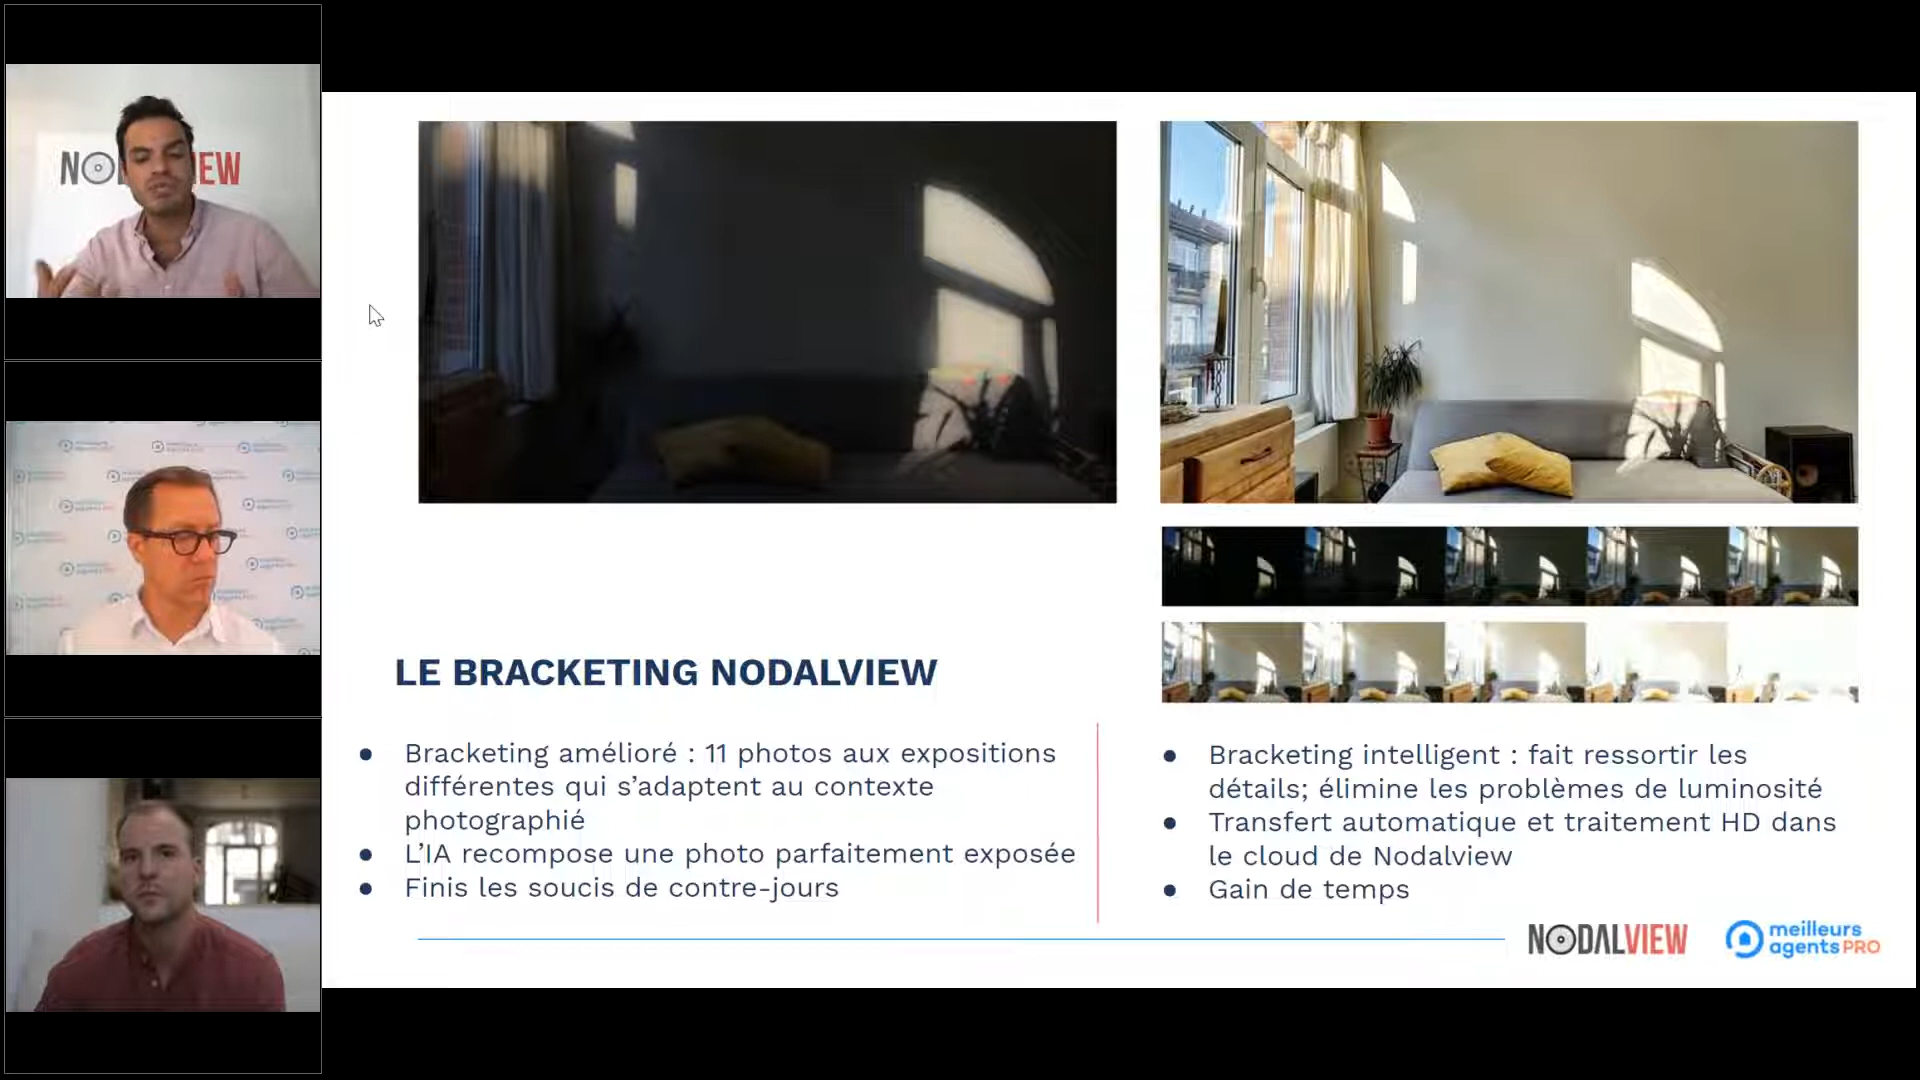 NODALVIEW
LE BRACKETING NODALVIEW
● Bracketing amélioré : 11 photos aux expositions
différentes qui s’adaptent au contexte
photographié
● L’IA recompose une photo parfaitement exposée
● Finis les soucis de contre-jours
● Bracketing intelligent : fait ressortir les
détails; élimine les problèmes de luminosité
● Transfert automatique et traitement HD dans
le cloud de Nodalview
● Gain de temps
NODALVIEW
meilleurs
agents PRO